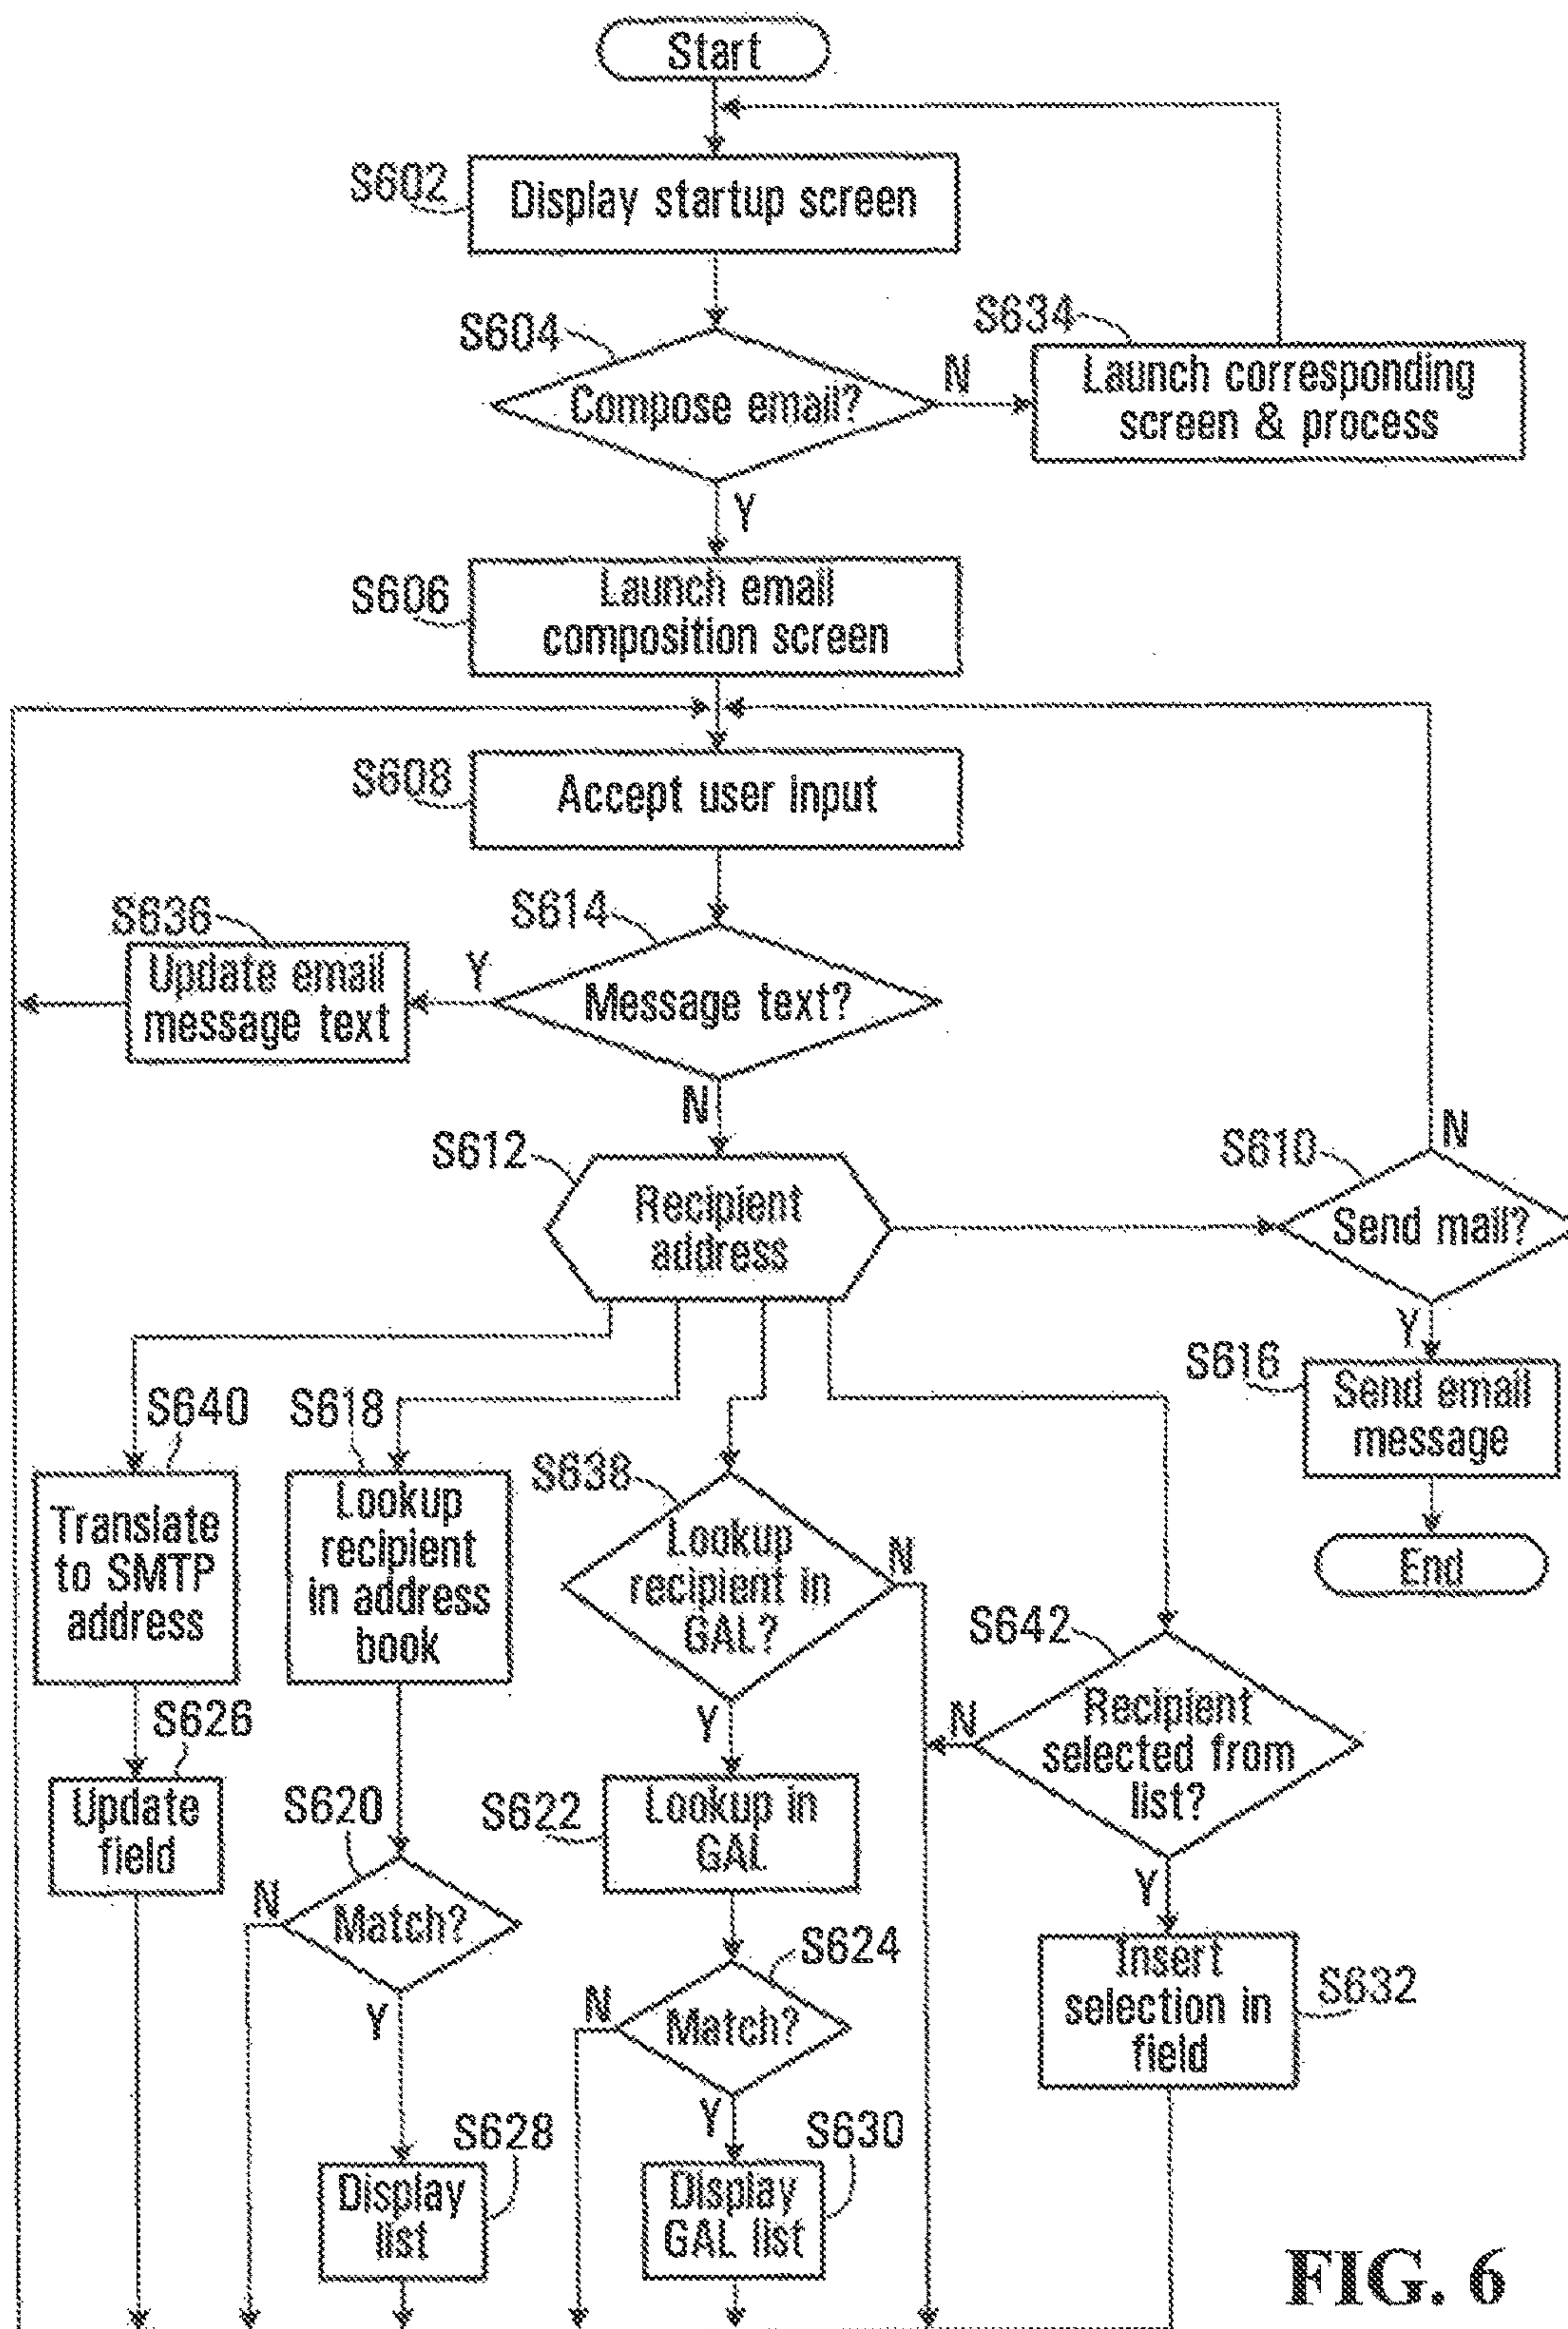 Start
S602
Display startup screen
S604
Compose email?
N
S634
Launch corresponding
screen & process
Y
S606
Launch email
composition screen
S608
Accept user input
S636
Update email
message text
Y
S614
Message text?
N
S612
Recipient
address
S610
N
Send mail?
Y
S616
Send email
message
End
S640
Translate
to SMTP
address
S618
Lookup
recipient
in address
book
S638
Lookup
recipient in
GAL?
N
S642
Recipient
selected from
list?
N
Y
Y
S626
Update
field
S620
Match?
N
Y
S622
Lookup in
GAL
S624
Match?
N
Y
Insert
selection in
field
S632
S628
Display
list
S630
Display
GAL list
FIG. 6